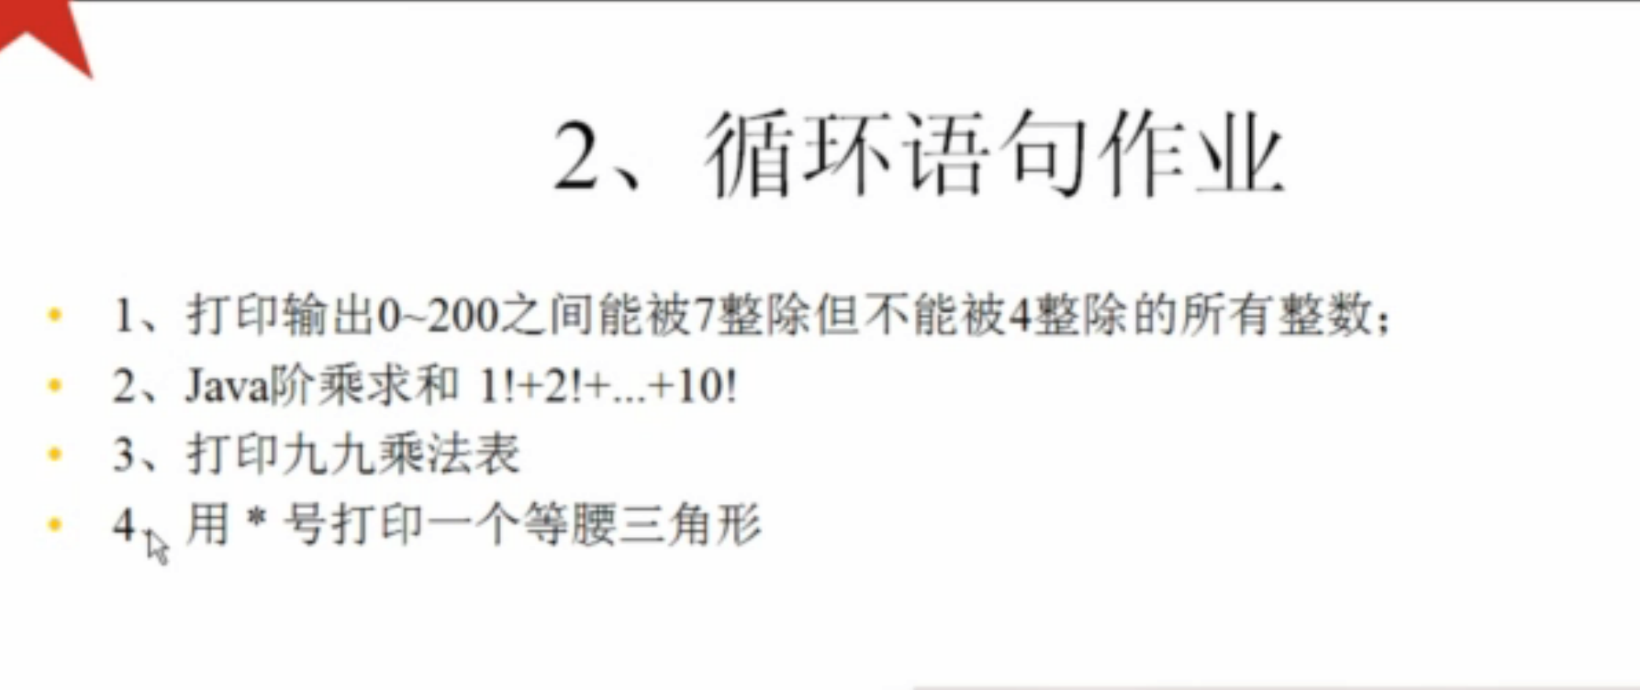 2、循环语句作业
1、打印输出0~200之间能被7整除但不能被4整除的所有整数;
2、Java阶乘求和 1!+2!+...+10!
3、打印九九乘法表
4、用 * 号打印一个等腰三角形